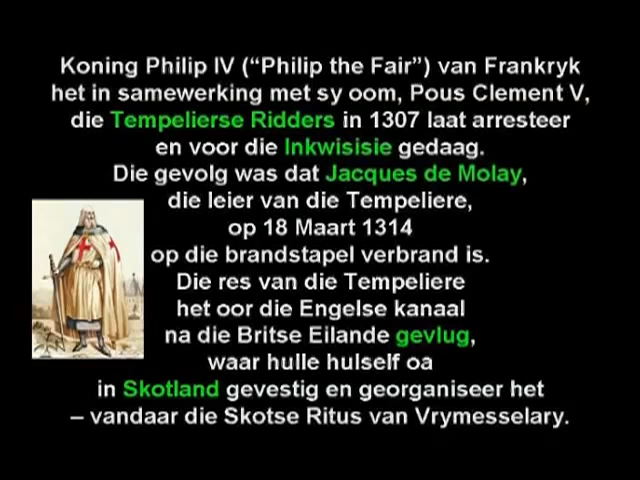 Koning Philip IV (“Philip the Fair”) van Frankryk
het in samewerking met sy oom, Pous Clement V,
die Tempelierse Ridders in 1307 laat arresteer
en voor die Inkwisisie gedaag.
Die gevolg was dat Jacques de Molay,
die leier van die Tempeliere,
op 18 Maart 1314
op die brandstapel verbrand is.
Die res van die Tempeliere
het oor die Engelse kanaal
na die Britse Eilande gevlug,
waar hulle hulself oa
in Skotland gevestig en georganiseer het
– vandaar die Skotse Ritus van Vrymesselary.